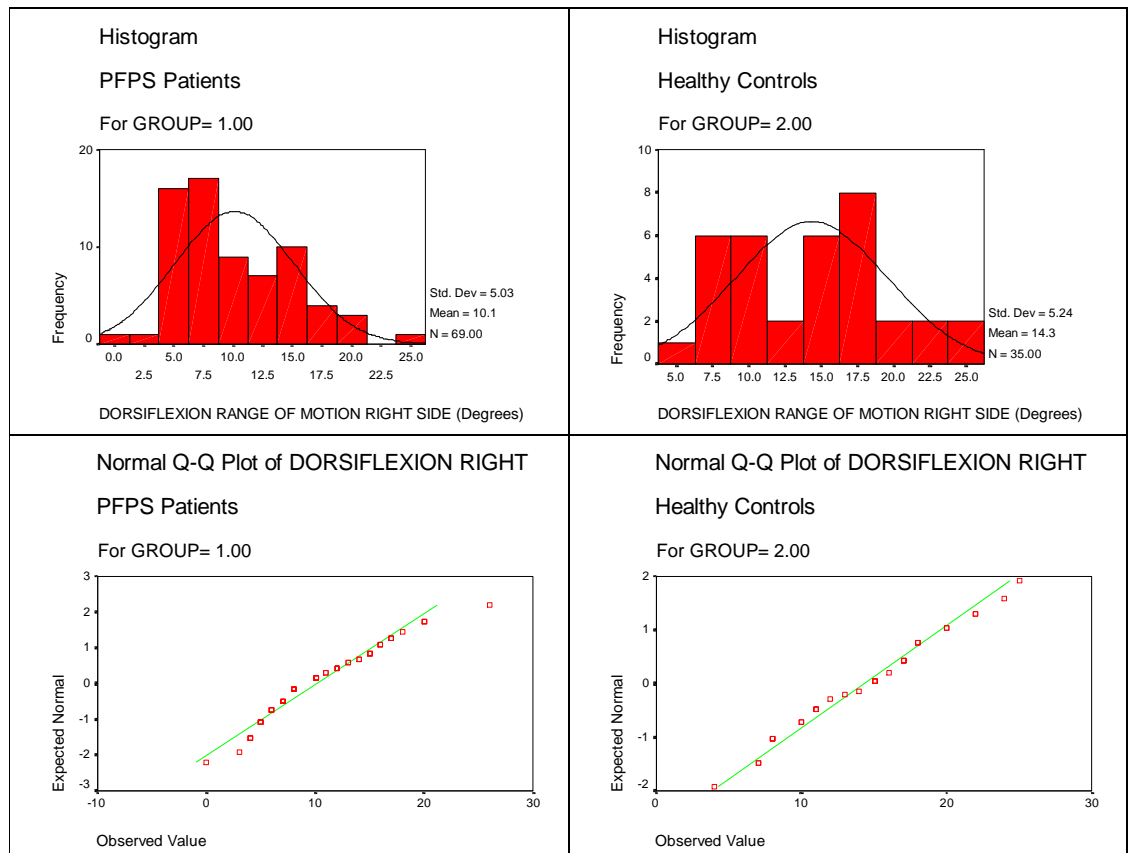 Histogram
PFPS Patients
For GROUP= 1.00
20
10
0
Frequency
Std. Dev = 5.03
Mean = 10.1
N = 69.00
0.0 5.0 10.0 15.0 20.0 25.0
2.5 7.5 12.5 17.5 22.5
DORSIFLEXION RANGE OF MOTION RIGHT SIDE (Degrees)
Histogram
Healthy Controls
For GROUP= 2.00
10
8
6
4
2
0
Frequency
Std. Dev = 5.24
Mean = 14.3
N = 35.00
5.0 7.5 10.0 12.5 15.0 17.5 20.0 22.5 25.0
DORSIFLEXION RANGE OF MOTION RIGHT SIDE (Degrees)
Normal Q-Q Plot of DORSIFLEXION RIGHT
PFPS Patients
For GROUP= 1.00
3
2
1
0
-1
-2
-3
Expected Normal
-10 0 10 20 30
Observed Value
Normal Q-Q Plot of DORSIFLEXION RIGHT
Healthy Controls
For GROUP= 2.00
2
1
0
-1
-2
Expected Normal
0 10 20 30
Observed Value